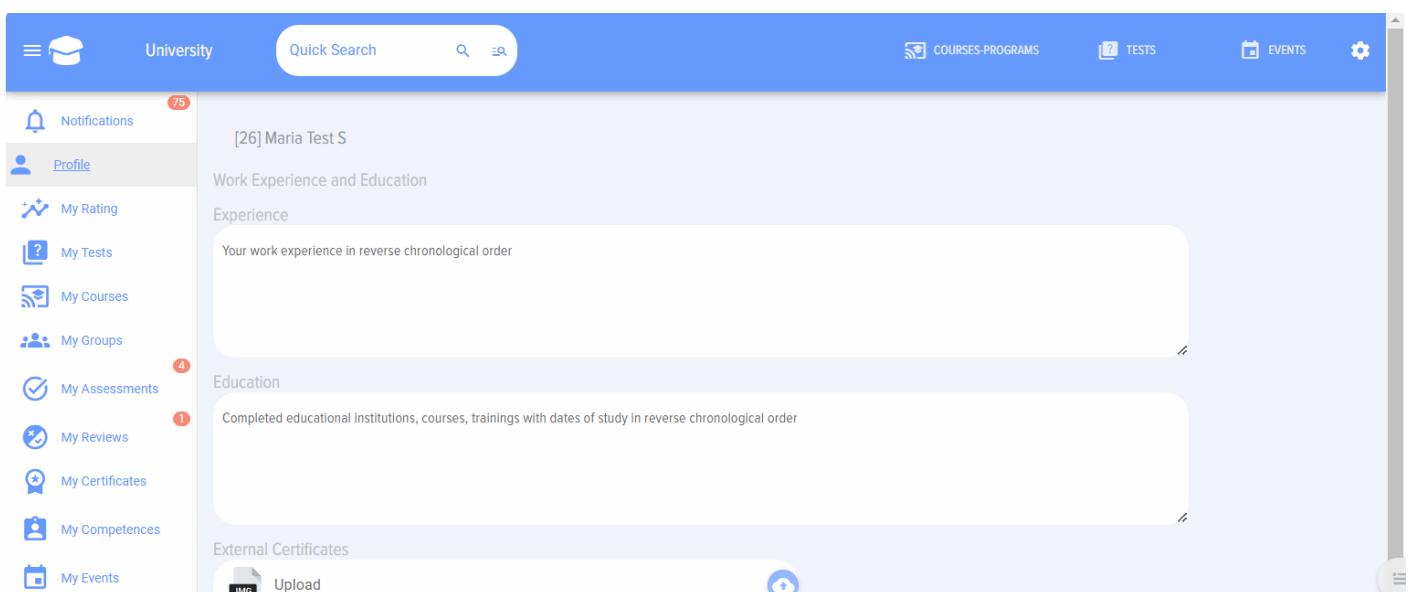 University
Quick Search
COURSES-PROGRAMS
TESTS
EVENTS
75
Notifications
Profile
My Rating
My Tests
My Courses
My Groups
4
My Assessments
1
My Reviews
My Certificates
My Competences
My Events
[26] Maria Test S
Work Experience and Education
Experience
Your work experience in reverse chronological order
Education
Completed educational institutions, courses, trainings with dates of study in reverse chronological order
External Certificates
IMG
Upload